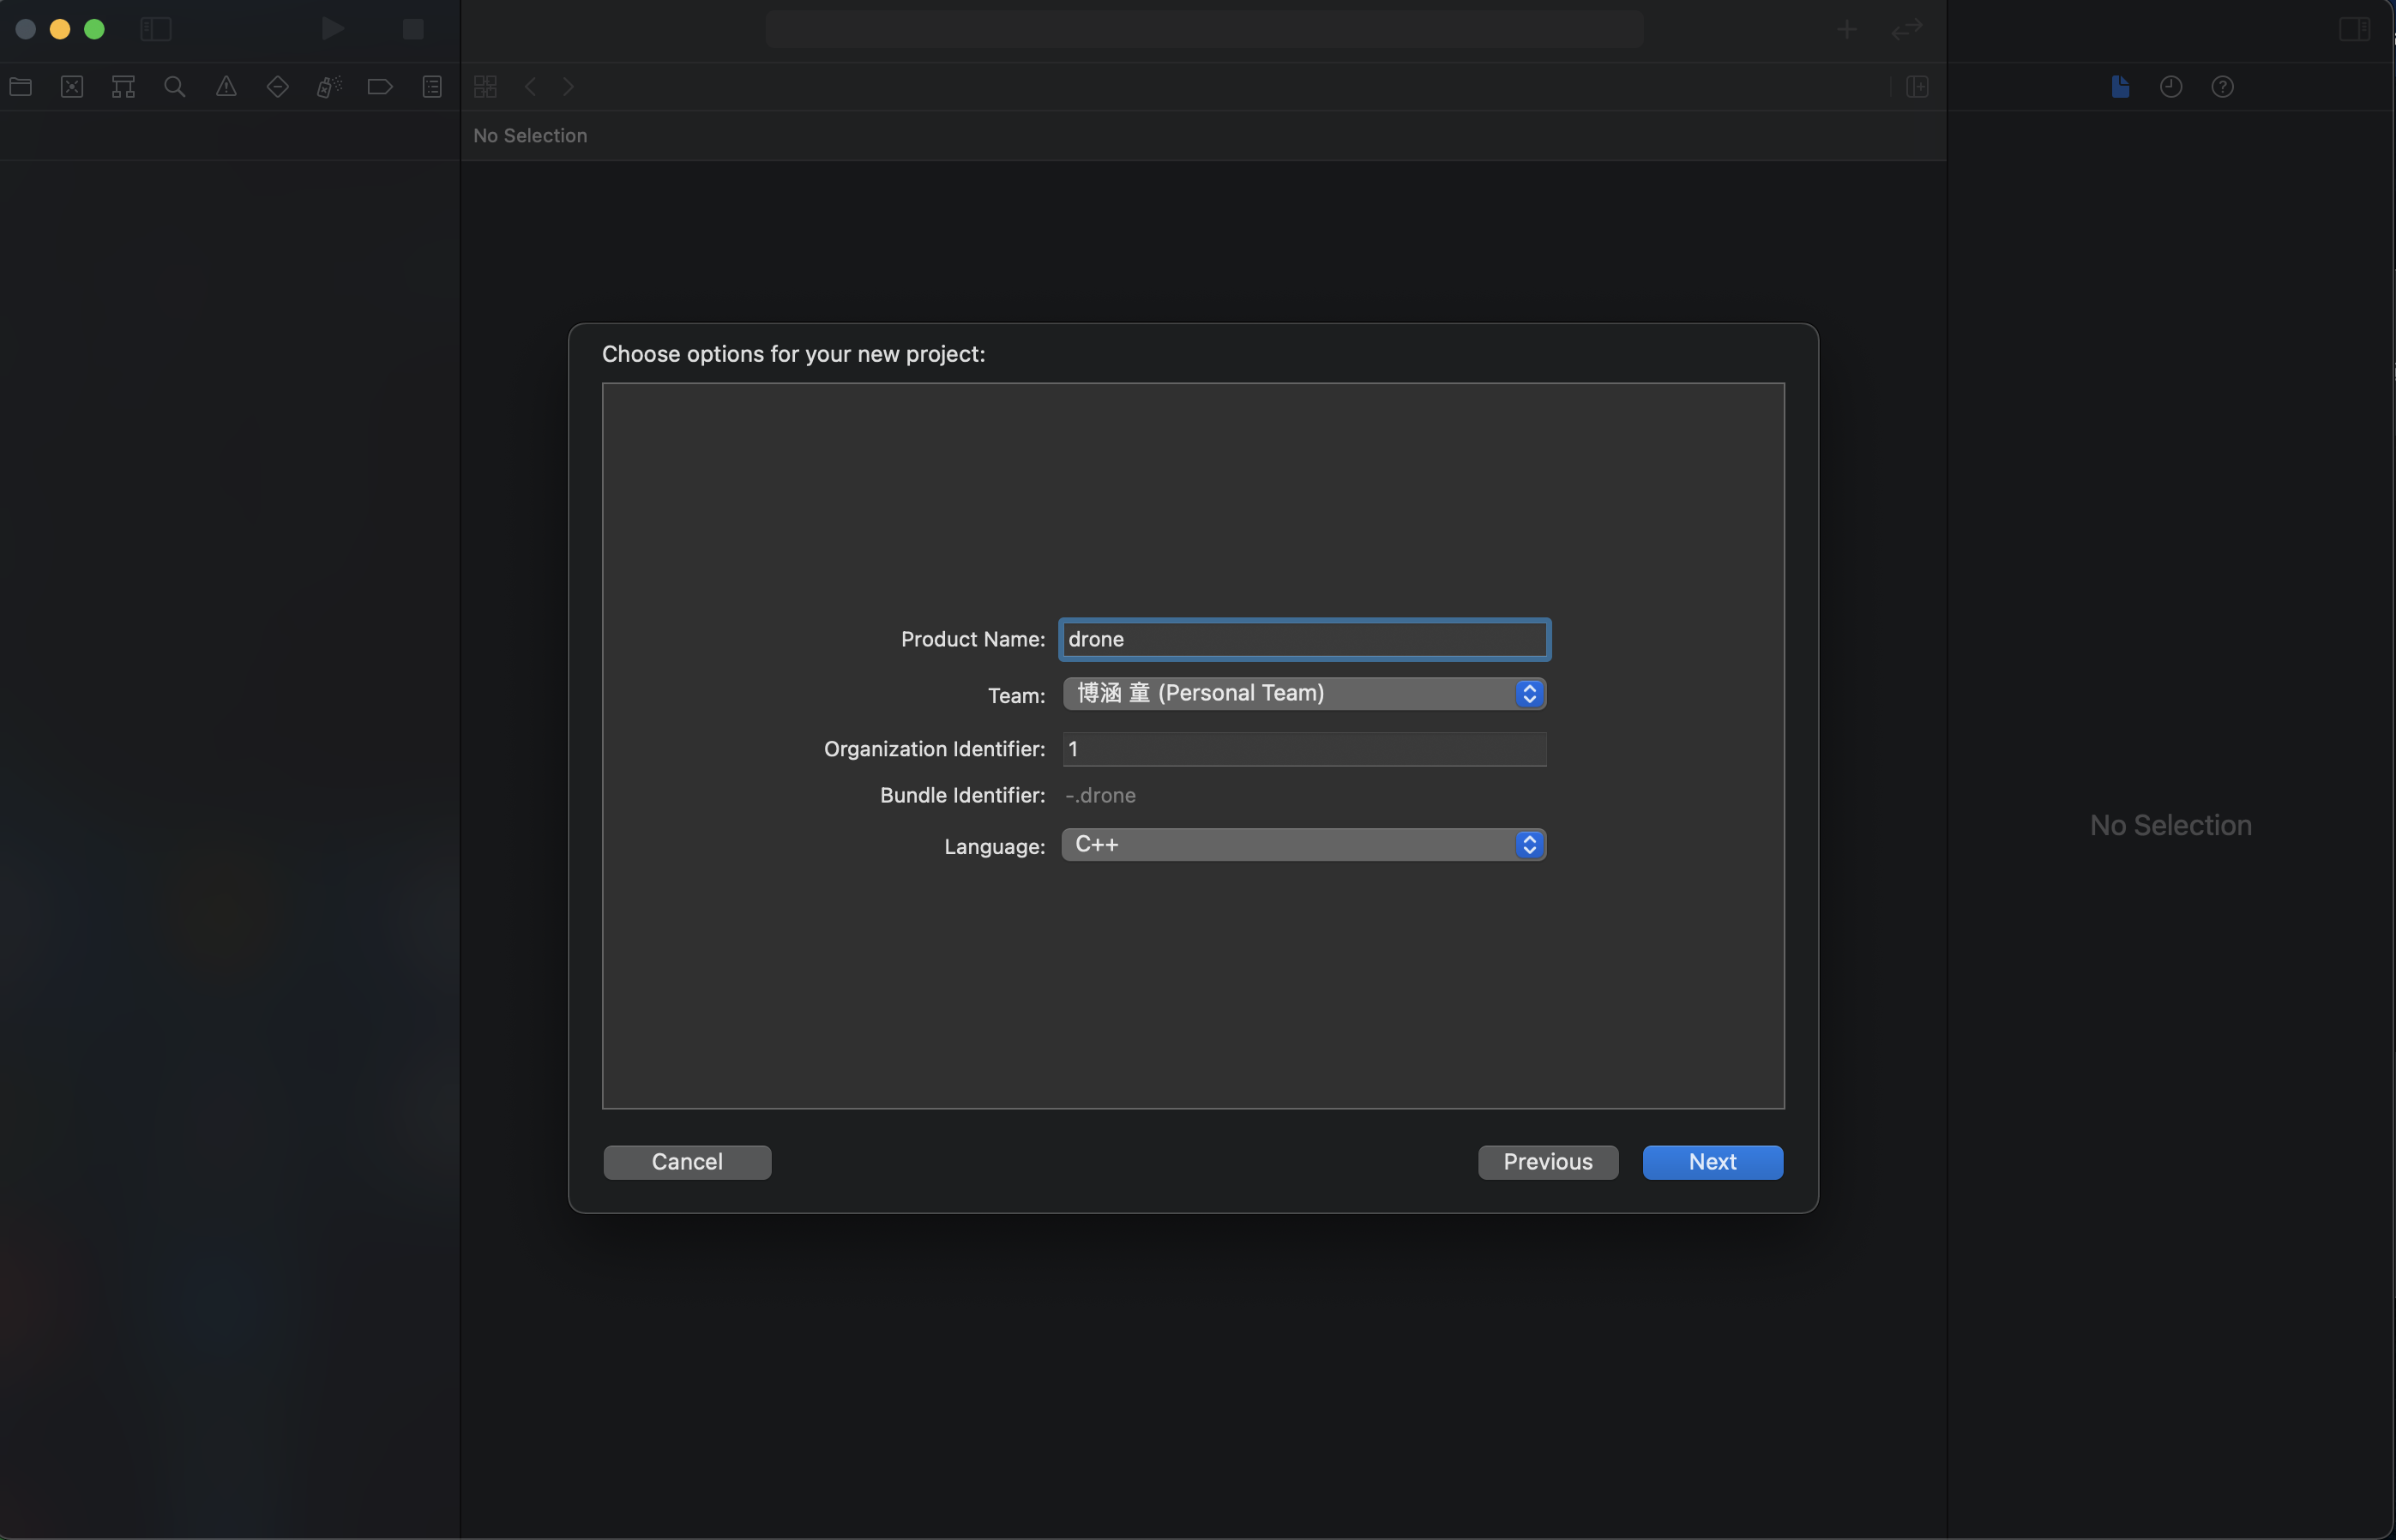 No Selection
Choose options for your new project:
Product Name: drone
Team: 博涵 童 (Personal Team)
Organization Identifier: 1
Bundle Identifier: -.drone
Language: C++
No Selection
Cancel Previous Next